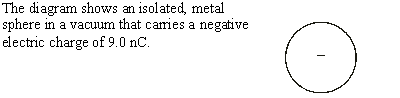 The diagram shows an isolated, metal
sphere in a vacuum that carries a negative
electric charge of 9.0 nC.
–